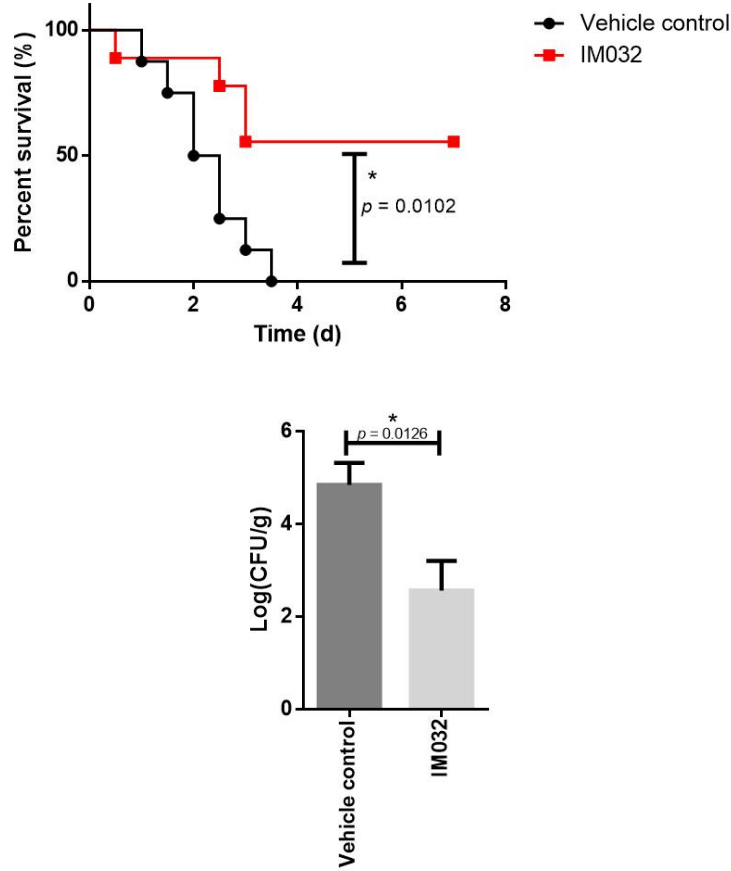 Vehicle control
IM032
Percent survival (%)
100
50
0
*
p = 0.0102
0 2 4 6 8
Time (d)
*
p = 0.0126
Log(CFU/g)
6
4
2
0
Vehicle control
IM032